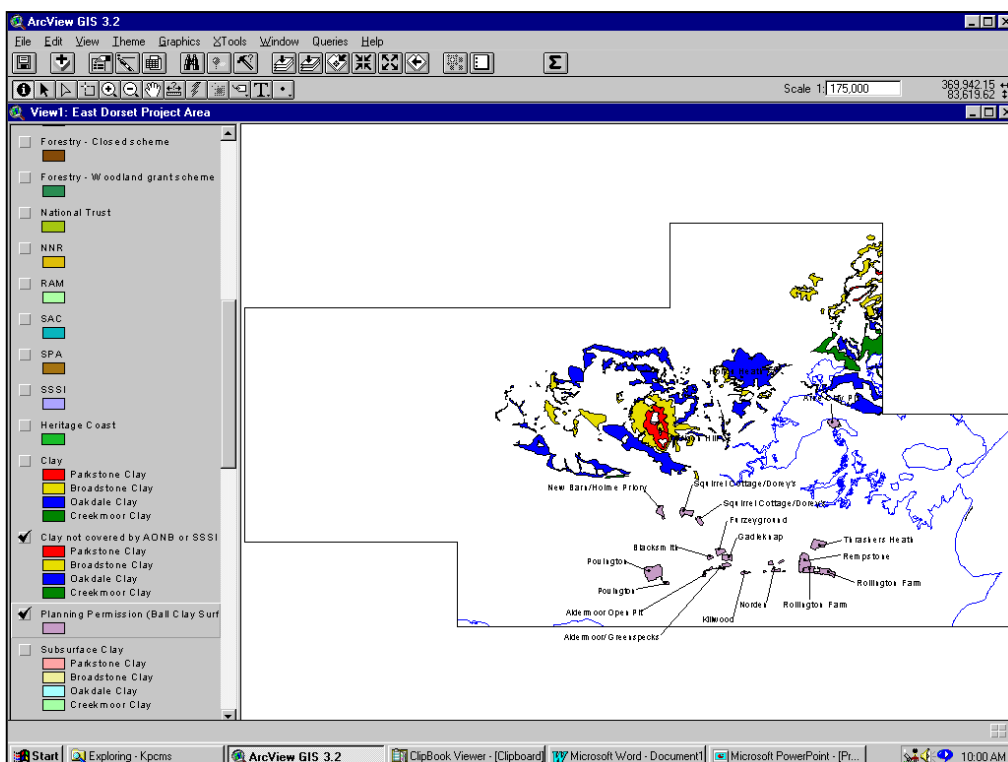 ArcView GIS 3.2
File Edit View Theme Graphics XTools Window Queries Help
Scale 1: 175,000
369,942.15
83,619.62
View1: East Dorset Project Area
Forestry - Closed scheme
Forestry - Woodland grant scheme
National Trust
NNR
RAM
SAC
SPA
SSSI
Heritage Coast
Clay
Parkstone Clay
Broadstone Clay
Oakdale Clay
Creekmoor Clay
Clay not covered by AONB or SSSI
Parkstone Clay
Broadstone Clay
Oakdale Clay
Creekmoor Clay
Planning Permission (Ball Clay Surf
Subsurface Clay
Parkstone Clay
Broadstone Clay
Oakdale Clay
Creekmoor Clay
New Barn/Holme Priory
Squirrel Cottage/Dorey's
Squirrel Cottage/Dorey's
Furzeyground
Gadleknap
Blacksmith
Thrashers Heath
Rempstone
Povington
Povington
Rollington Farm
Norden
Rollington Farm
Aldermoor Open Pit
Killwood
Aldermoor/Greenspecks
Start
Exploring - Kpcms
ArcView GIS 3.2
ClipBook Viewer - [Clipboard]
Microsoft Word - Document1
Microsoft PowerPoint - [Pr...
10:00 AM